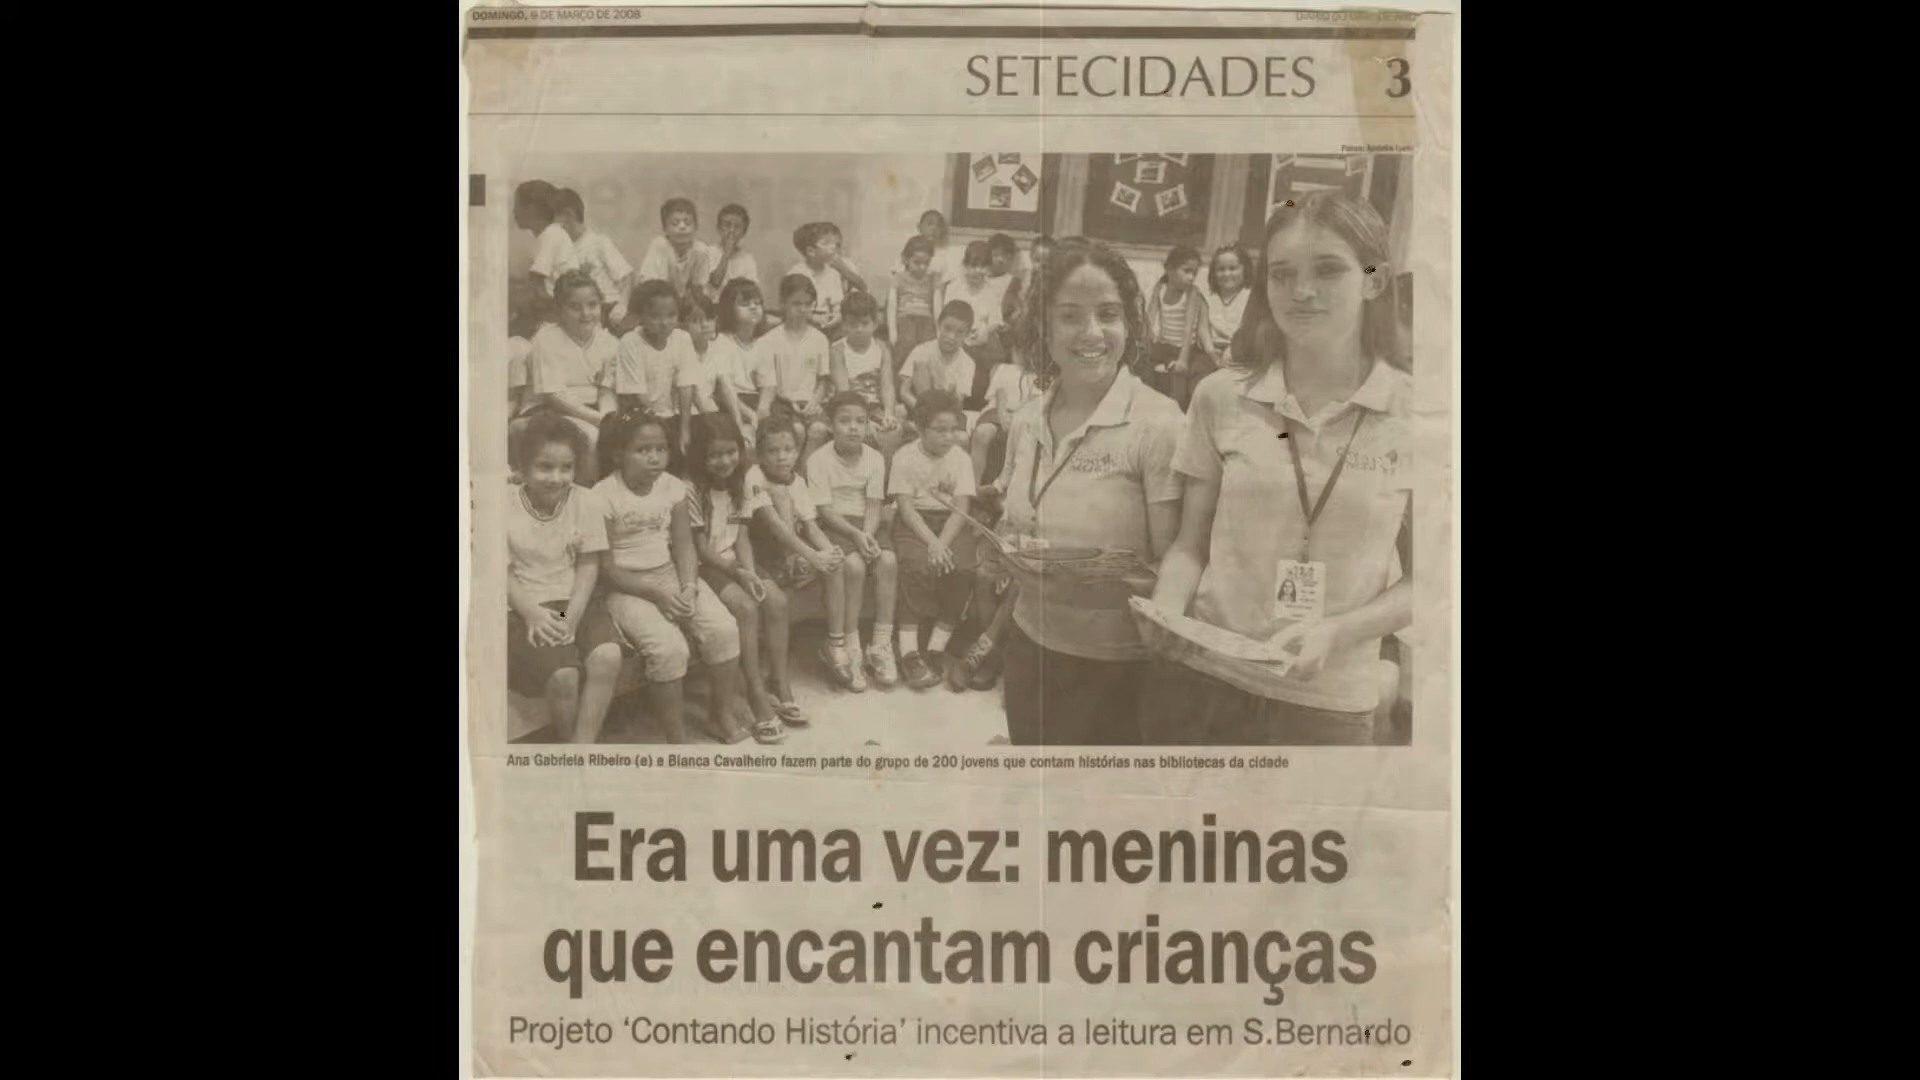 DOMINGO, 9 DE MARÇO DE 2008
SETECIDADES 3
Ana Gabriela Ribeiro (e) e Bianca Cavalheiro fazem parte do grupo de 200 jovens que contam histórias nas bibliotecas da cidade
Era uma vez: meninas
que encantam crianças
Projeto ‘Contando História’ incentiva a leitura em S.Bernardo